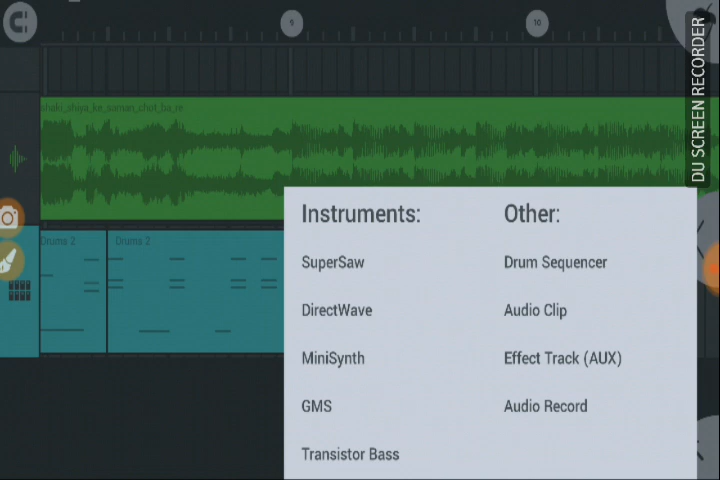 9
10
shaki_shiya_ka_saman_chot_ba_re
Drums 2
Drums 2
Instruments:
Other:
SuperSaw
Drum Sequencer
DirectWave
Audio Clip
MiniSynth
Effect Track (AUX)
GMS
Audio Record
Transistor Bass
DU SCREEN RECORDER